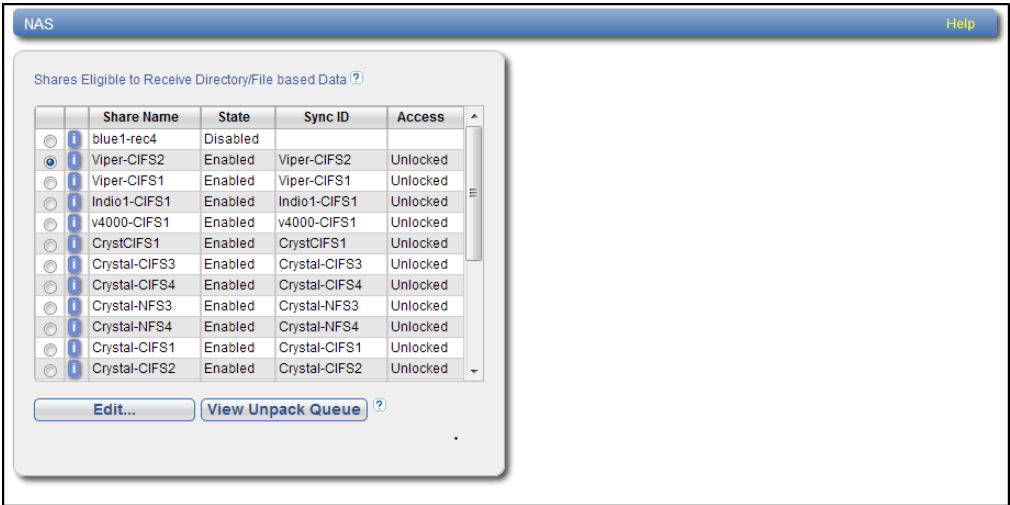 NAS Help
Shares Eligible to Receive Directory/File based Data ?
Share Name State Sync ID Access
i blue1-rec4 Disabled
i Viper-CIFS2 Enabled Viper-CIFS2 Unlocked
i Viper-CIFS1 Enabled Viper-CIFS1 Unlocked
i Indio1-CIFS1 Enabled Indio1-CIFS1 Unlocked
i v4000-CIFS1 Enabled v4000-CIFS1 Unlocked
i CrystCIFS1 Enabled CrystCIFS1 Unlocked
i Crystal-CIFS3 Enabled Crystal-CIFS3 Unlocked
i Crystal-CIFS4 Enabled Crystal-CIFS4 Unlocked
i Crystal-NFS3 Enabled Crystal-NFS3 Unlocked
i Crystal-NFS4 Enabled Crystal-NFS4 Unlocked
i Crystal-CIFS1 Enabled Crystal-CIFS1 Unlocked
i Crystal-CIFS2 Enabled Crystal-CIFS2 Unlocked
Edit... View Unpack Queue ?